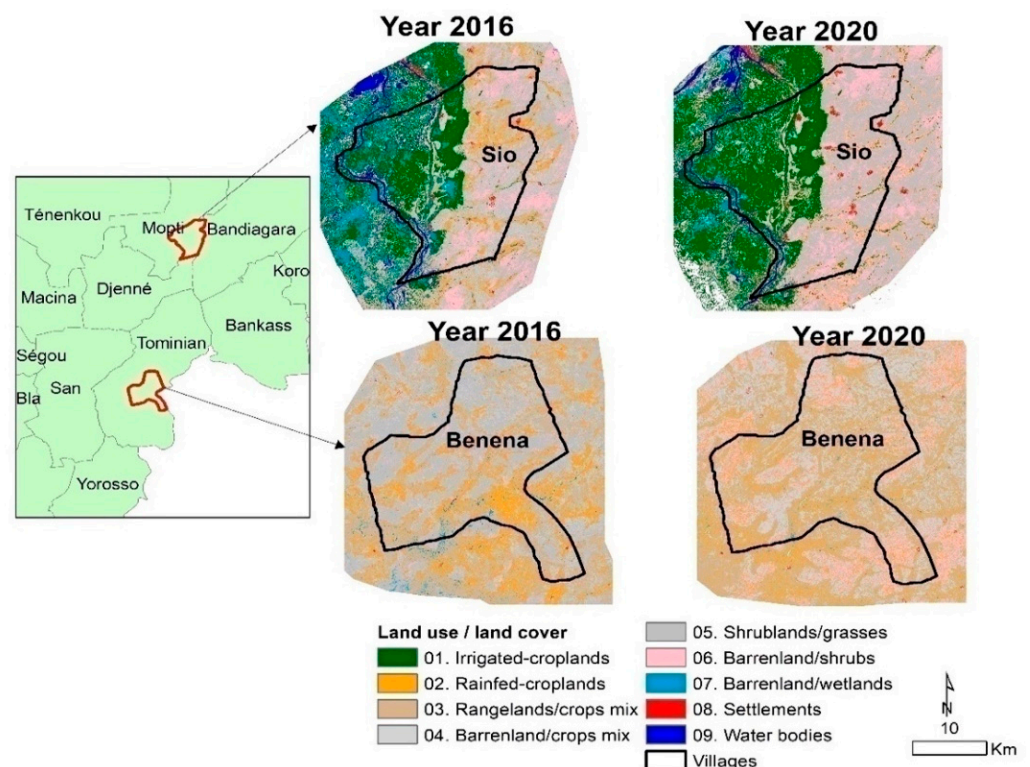 Year 2016
Year 2020
Sio
Sio
Ténenkou
Mopti
Bandiagara
Koro
Macina
Djenné
Bankass
Ségou
Tominian
San
Bla
Yorosso
Year 2016
Year 2020
Benena
Benena
Land use / land cover
01. Irrigated-croplands
02. Rainfed-croplands
03. Rangelands/crops mix
04. Barrenland/crops mix
05. Shrublands/grasses
06. Barrenland/shrubs
07. Barrenland/wetlands
08. Settlements
09. Water bodies
Villages
N
10
Km